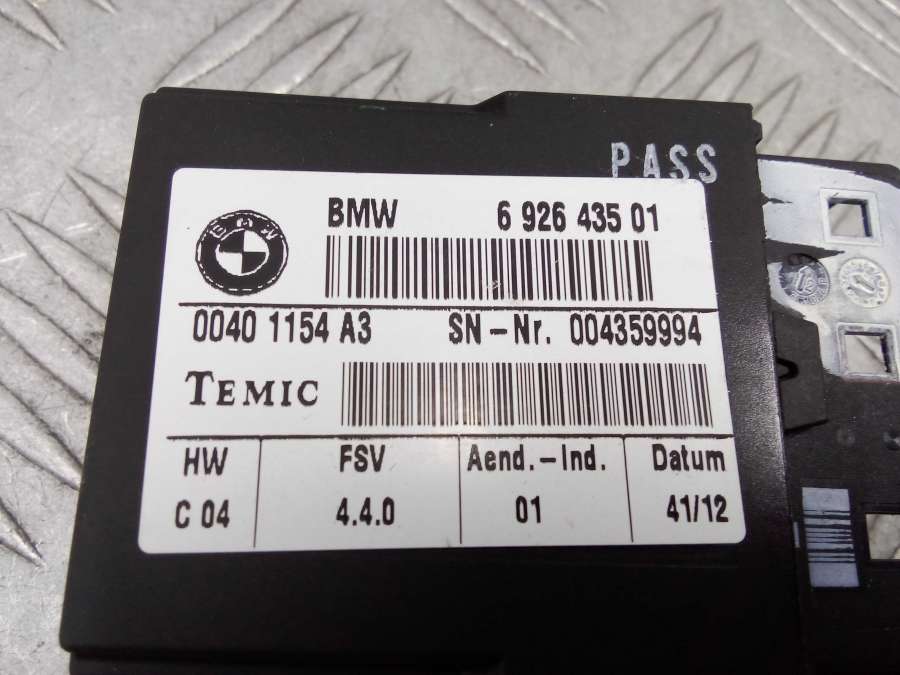 PASS
BMW 6 926 435 01
BMW
0040 1154 A3 SN-Nr. 004359994
TEMIC
HW FSV Aend.-Ind. Datum
C 04 4.4.0 01 41/12